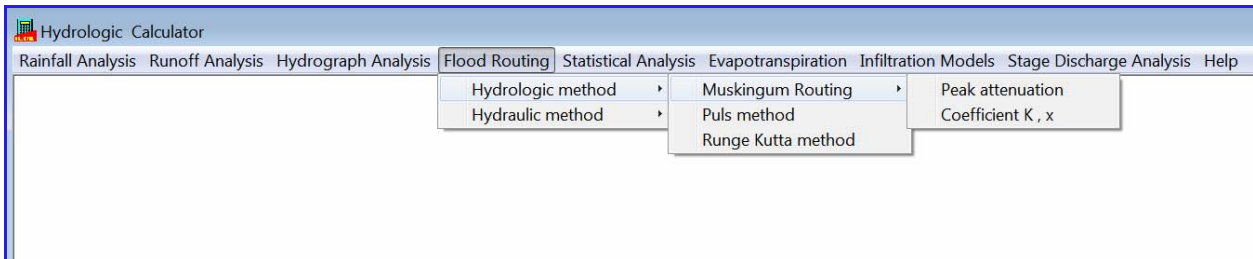 Hydrologic Calculator
Rainfall Analysis Runoff Analysis Hydrograph Analysis Flood Routing Statistical Analysis Evapotranspiration Infiltration Models Stage Discharge Analysis Help
Hydrologic method Muskingum Routing Peak attenuation
Hydraulic method Puls method Coefficient K , x
Runge Kutta method